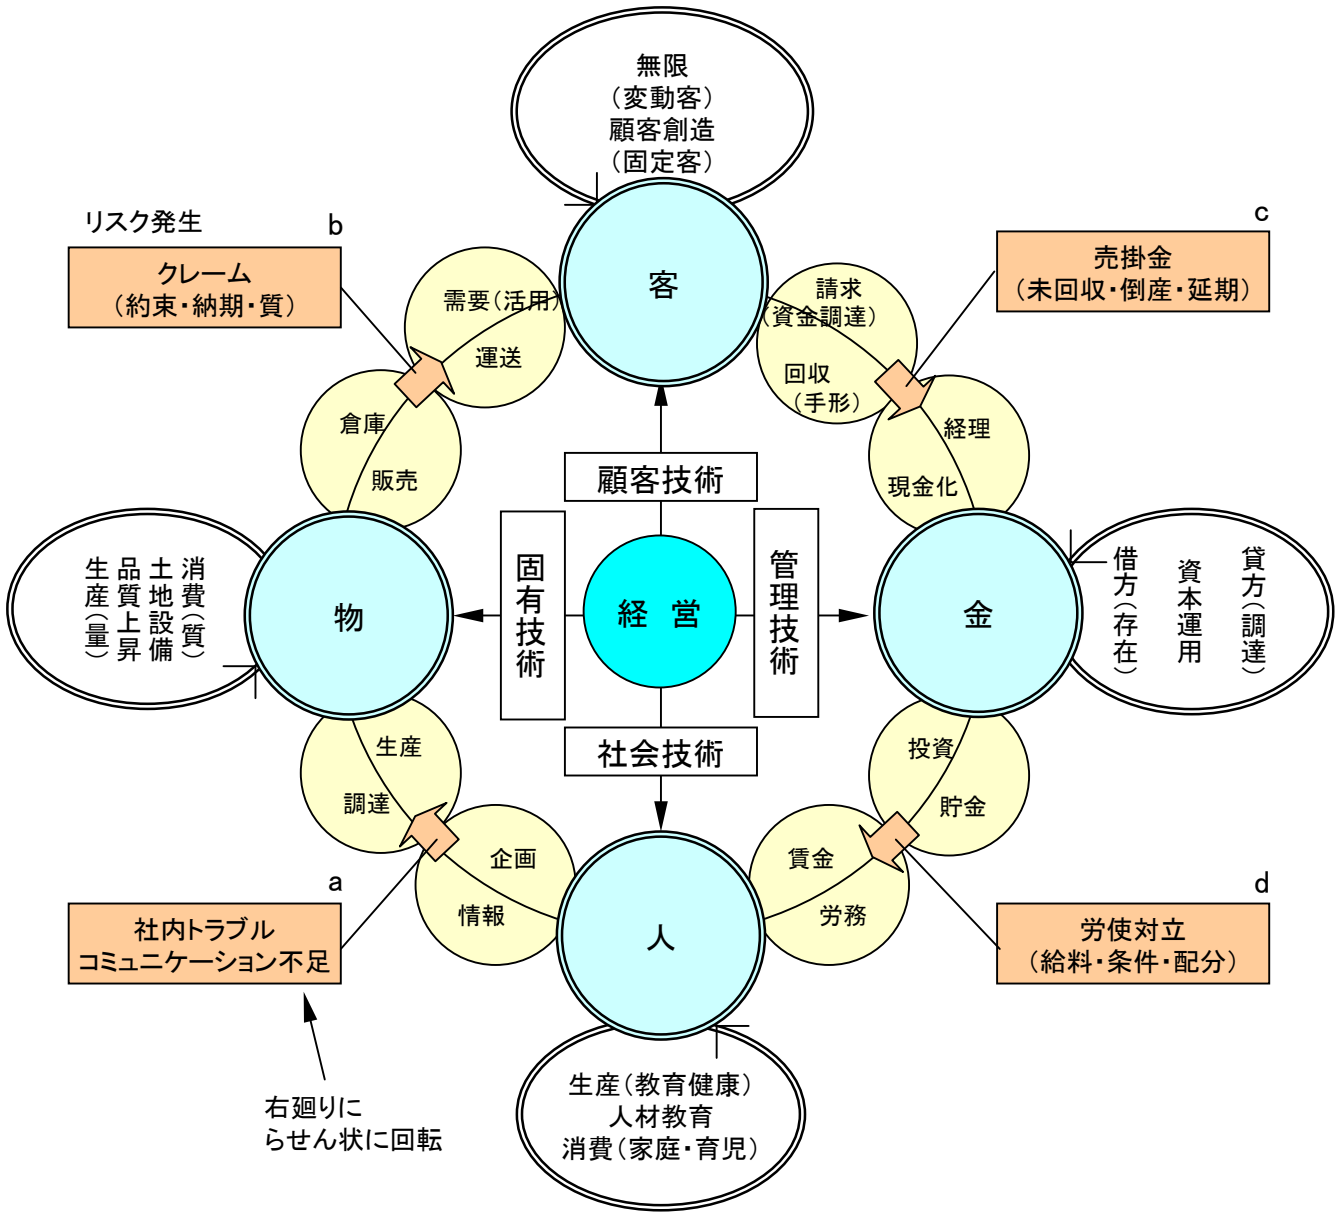 無限
（変動客）
顧客創造
（固定客）
リスク発生
b
クレーム
（約束・納期・質）
c
売掛金
（未回収・倒産・延期）
需要（活用）
運送
客
請求
（資金調達）
回収
（手形）
倉庫
販売
経理
現金化
顧客技術
生産（量）
品質上昇
土地設備
消費（質）
物
固有技術
経 営
管理技術
金
借方（存在）
資本運用
貸方（調達）
社会技術
生産
調達
投資
貯金
企画
情報
賃金
労務
a
社内トラブル
コミュニケーション不足
人
d
労使対立
（給料・条件・配分）
右廻りに
らせん状に回転
生産（教育健康）
人材教育
消費（家庭・育児）